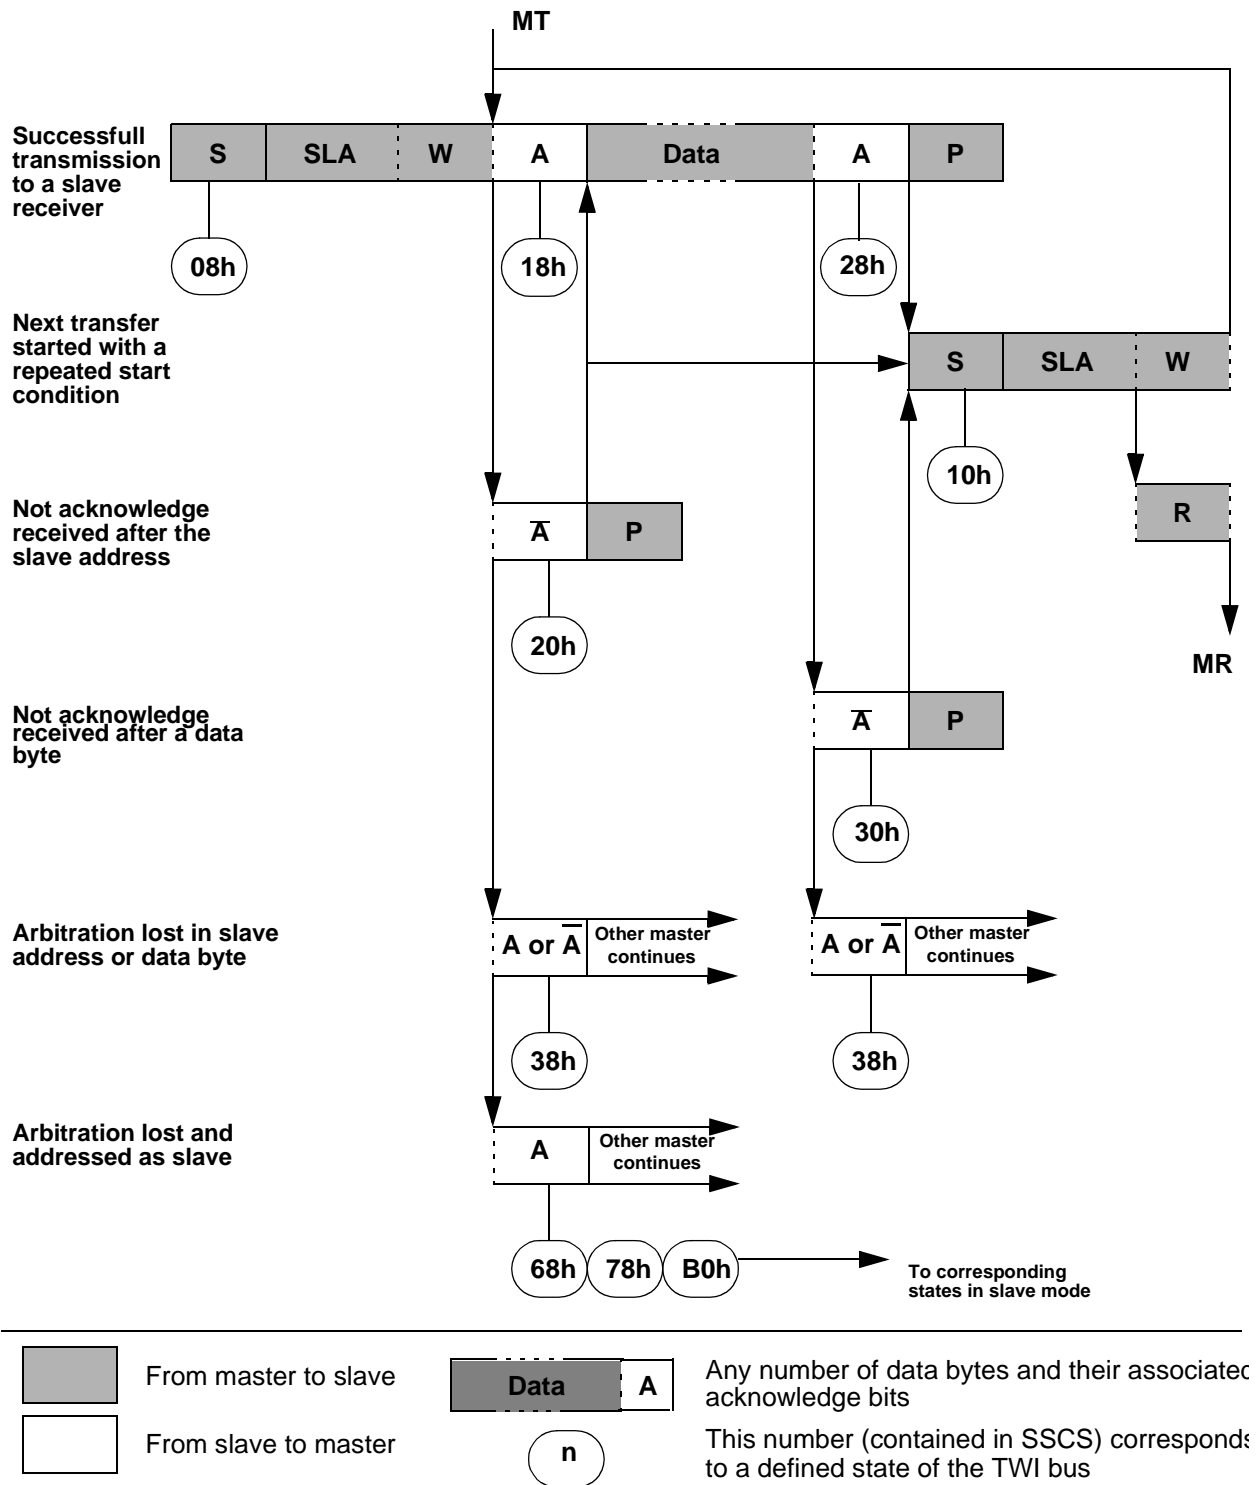 MT
Successfull
transmission
to a slave
receiver
S SLA W A Data A P
08h 18h 28h
Next transfer
started with a
repeated start
condition
S SLA W
10h
Not acknowledge
received after the
slave address
A̅ P
R
20h
MR
Not acknowledge
received after a data
byte
A̅ P
30h
Arbitration lost in slave
address or data byte
A or A̅ Other master
continues
A or A̅ Other master
continues
38h 38h
Arbitration lost and
addressed as slave
A Other master
continues
68h 78h B0h
To corresponding
states in slave mode
From master to slave
Data A
Any number of data bytes and their associated
acknowledge bits
From slave to master
n
This number (contained in SSCS) corresponds
to a defined state of the TWI bus